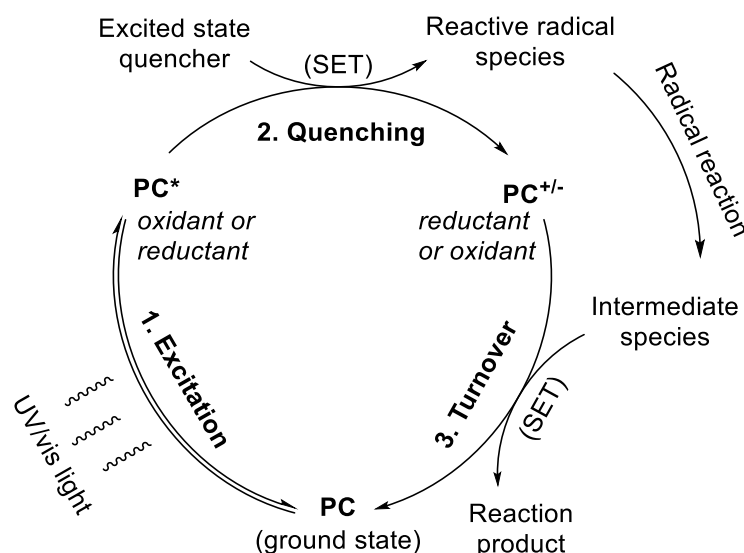 Excited state
quencher
(SET)
Reactive radical
species
Radical reaction
2. Quenching
PC*
oxidant or
reductant
PC+/-
reductant
or oxidant
Intermediate
species
1. Excitation
3. Turnover
(SET)
UV/vis light
PC
(ground state)
Reaction
product